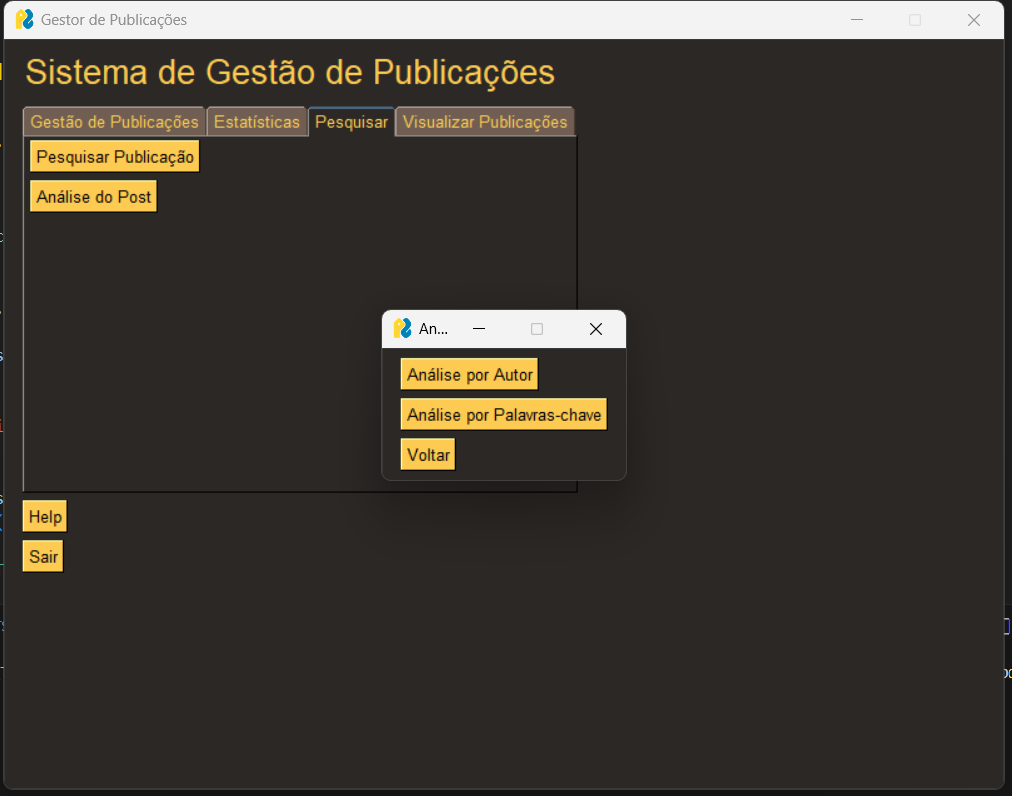 Gestor de Publicações
Sistema de Gestão de Publicações
Gestão de Publicações Estatísticas Pesquisar Visualizar Publicações
Pesquisar Publicação
Análise do Post
An...
Análise por Autor
Análise por Palavras-chave
Voltar
Help
Sair